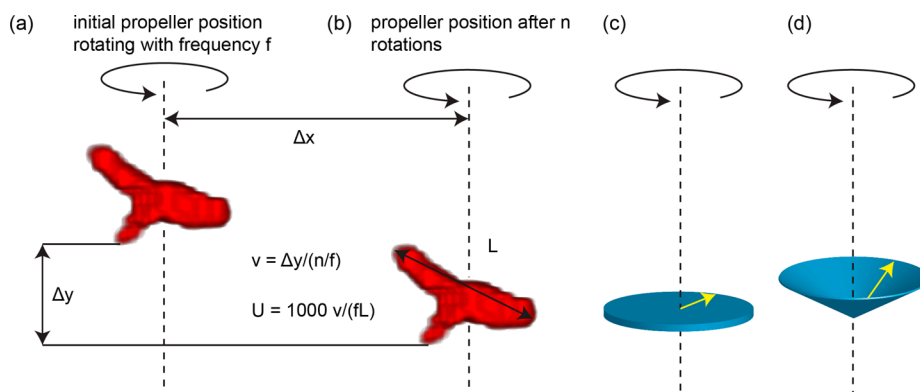 (a)
initial propeller position
rotating with frequency f
(b)
propeller position after n
rotations
(c)
(d)
Δx
L
v = Δy/(n/f)
Δy
U = 1000 v/(fL)